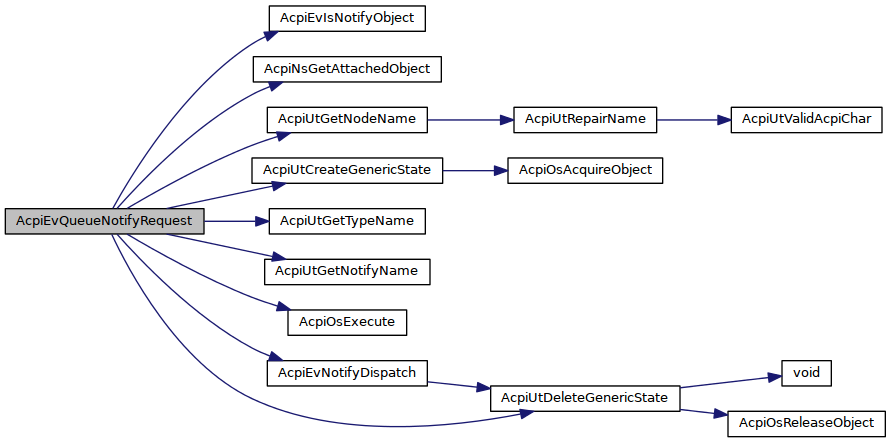 AcpiEvIsNotifyObject
AcpiNsGetAttachedObject
AcpiUtGetNodeName
AcpiUtRepairName
AcpiUtValidAcpiChar
AcpiUtCreateGenericState
AcpiOsAcquireObject
AcpiEvQueueNotifyRequest
AcpiUtGetTypeName
AcpiUtGetNotifyName
AcpiOsExecute
AcpiEvNotifyDispatch
void
AcpiUtDeleteGenericState
AcpiOsReleaseObject